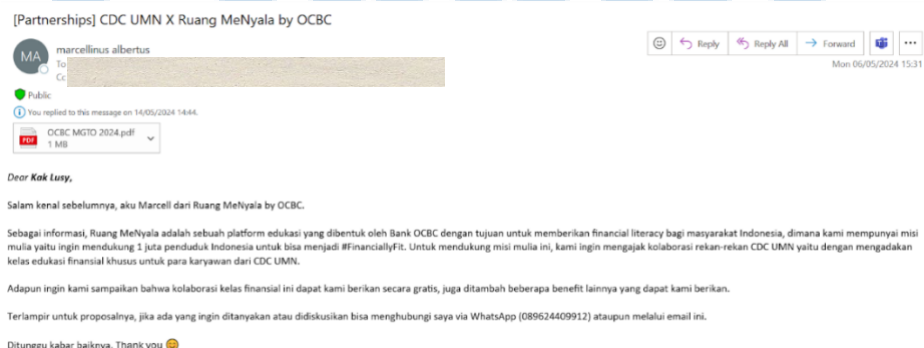 [Partnerships] CDC UMN X Ruang MeNyala by OCBC
MA
marcellinus albertus
To
Cc
Reply
Reply All
Forward
Mon 06/05/2024 15:31
Public
You replied to this message on 14/05/2024 14:44.
PDF
OCBC MGTO 2024.pdf
1 MB
Dear Kak Lusy,
Salam kenal sebelumnya, aku Marcell dari Ruang MeNyala by OCBC.
Sebagai informasi, Ruang MeNyala adalah sebuah platform edukasi yang dibentuk oleh Bank OCBC dengan tujuan untuk memberikan financial literacy bagi masyarakat Indonesia, dimana kami mempunyai misi
mulia yaitu ingin mendukung 1 juta penduduk Indonesia untuk bisa menjadi #FinanciallyFit. Untuk mendukung misi mulia ini, kami ingin mengajak kolaborasi rekan-rekan CDC UMN yaitu dengan mengadakan
kelas edukasi finansial khusus untuk para karyawan dari CDC UMN.
Adapun ingin kami sampaikan bahwa kolaborasi kelas finansial ini dapat kami berikan secara gratis, juga ditambah beberapa benefit lainnya yang dapat kami berikan.
Terlampir untuk proposalnya, jika ada yang ingin ditanyakan atau didiskusikan bisa menghubungi saya via WhatsApp (089624409912) ataupun melalui email ini.
Ditunggu kabar baiknya. Thank you 😊